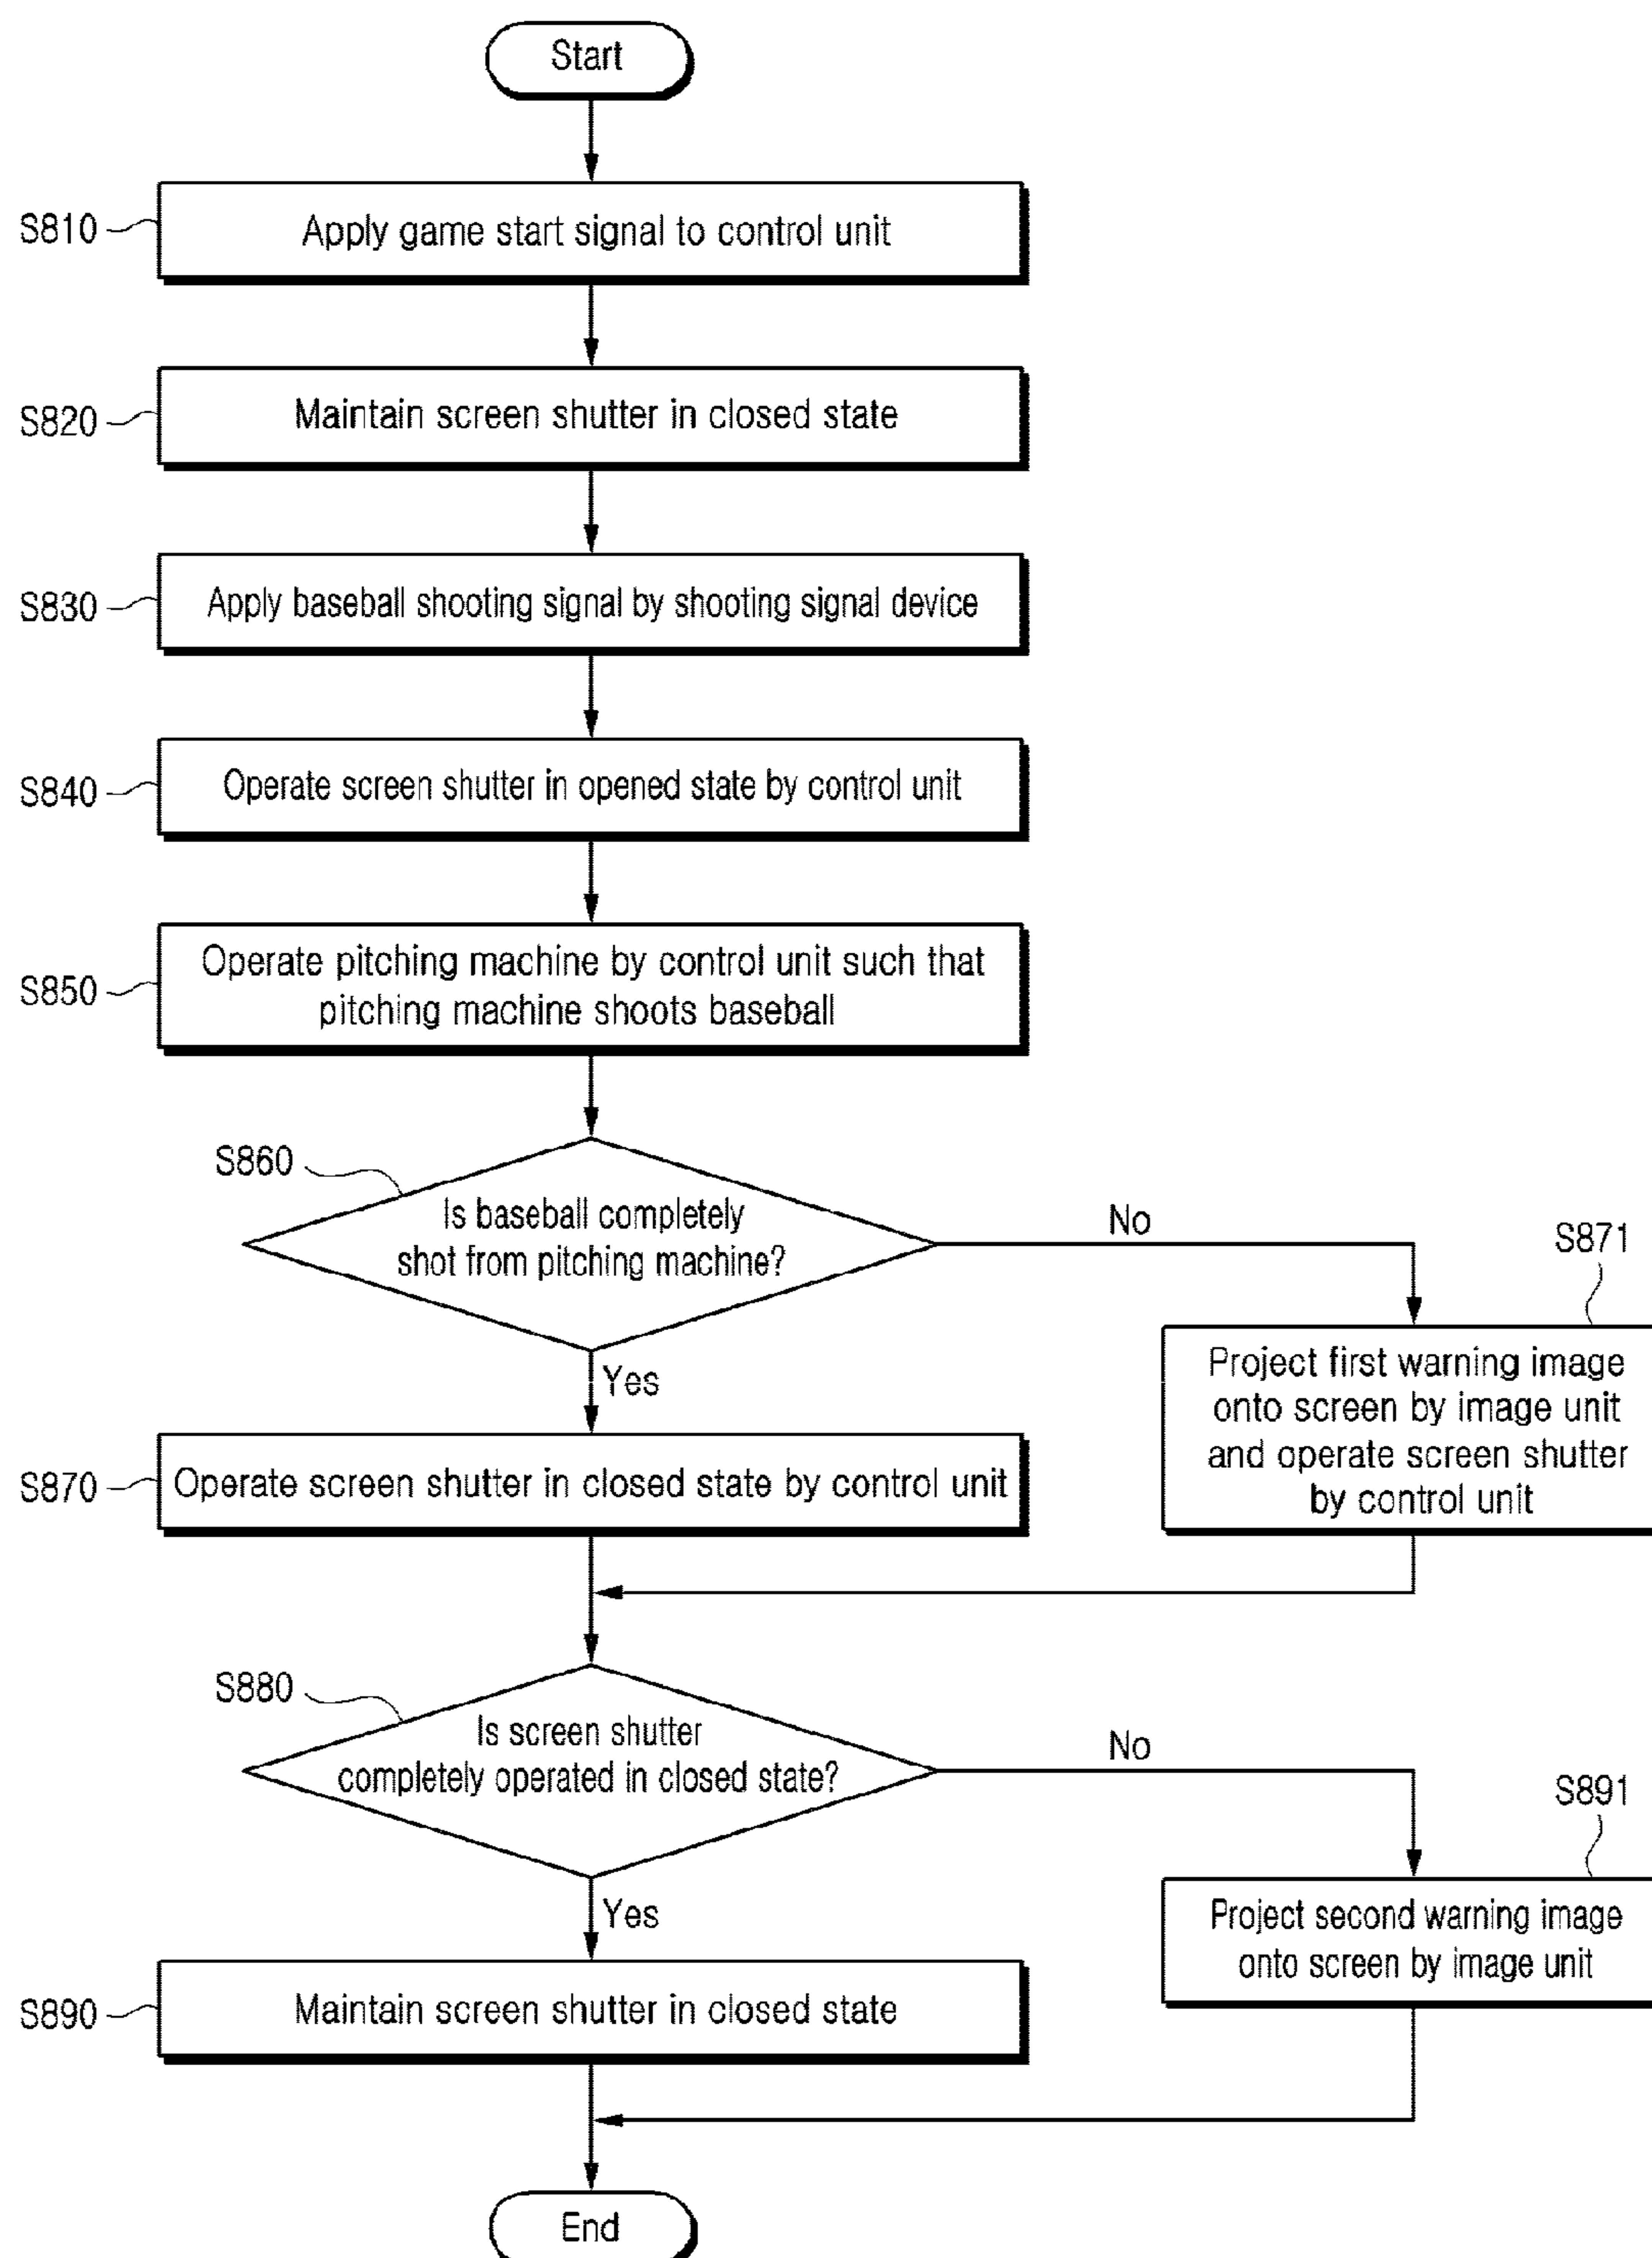 Start
S810
Apply game start signal to control unit
S820
Maintain screen shutter in closed state
S830
Apply baseball shooting signal by shooting signal device
S840
Operate screen shutter in opened state by control unit
S850
Operate pitching machine by control unit such that
pitching machine shoots baseball
S860
Is baseball completely
shot from pitching machine?
No
S871
Project first warning image
onto screen by image unit
and operate screen shutter
by control unit
Yes
S870
Operate screen shutter in closed state by control unit
S880
Is screen shutter
completely operated in closed state?
No
S891
Project second warning image
onto screen by image unit
Yes
S890
Maintain screen shutter in closed state
End